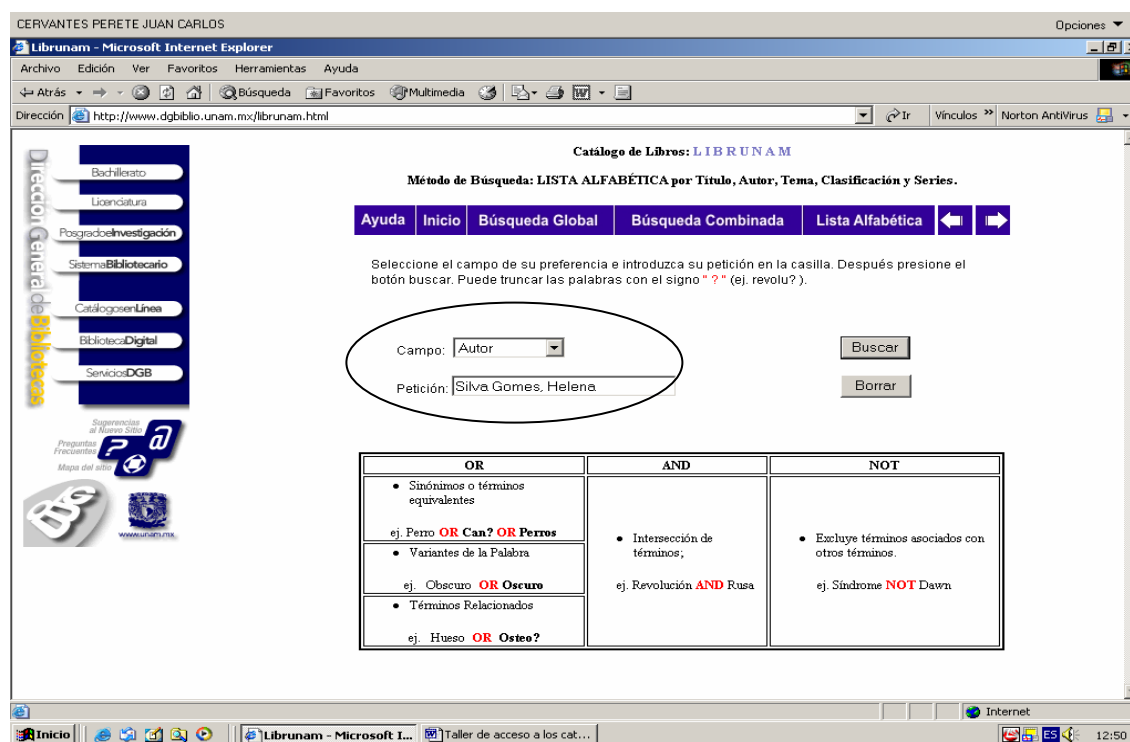 CERVANTES PERETE JUAN CARLOS
Opciones
Librunam - Microsoft Internet Explorer
Archivo Edición Ver Favoritos Herramientas Ayuda
Atrás Búsqueda Favoritos Multimedia
Dirección http://www.dgbiblio.unam.mx/librunam.html Ir Vínculos » Norton AntiVirus
Dirección General de Bibliotecas
Bachillerato
Licenciatura
PosgradoeInvestigación
SistemaBibliotecario
CatálogosenLínea
BibliotecaDigital
ServiciosDGB
Sugerencias
al Nuevo Sitio
Preguntas
Frecuentes
Mapa del sitio
www.unam.mx
Catálogo de Libros: L I B R U N A M
Método de Búsqueda: LISTA ALFABÉTICA por Título, Autor, Tema, Clasificación y Series.
Ayuda Inicio Búsqueda Global Búsqueda Combinada Lista Alfabética
Seleccione el campo de su preferencia e introduzca su petición en la casilla. Después presione el
botón buscar. Puede truncar las palabras con el signo " ? " (ej. revolu? ).
Campo: Autor
Buscar
Petición: Silva Gomes, Helena
Borrar
OR AND NOT
• Sinónimos o términos
equivalentes
ej. Perro OR Can? OR Perros
• Variantes de la Palabra
ej. Obscuro OR Oscuro
• Términos Relacionados
ej. Hueso OR Osteo?
• Intersección de
términos;
ej. Revolución AND Rusa
• Excluye términos asociados con
otros términos.
ej. Síndrome NOT Dawn
Internet
Inicio Librunam - Microsoft I... Taller de acceso a los cat... ES 12:50